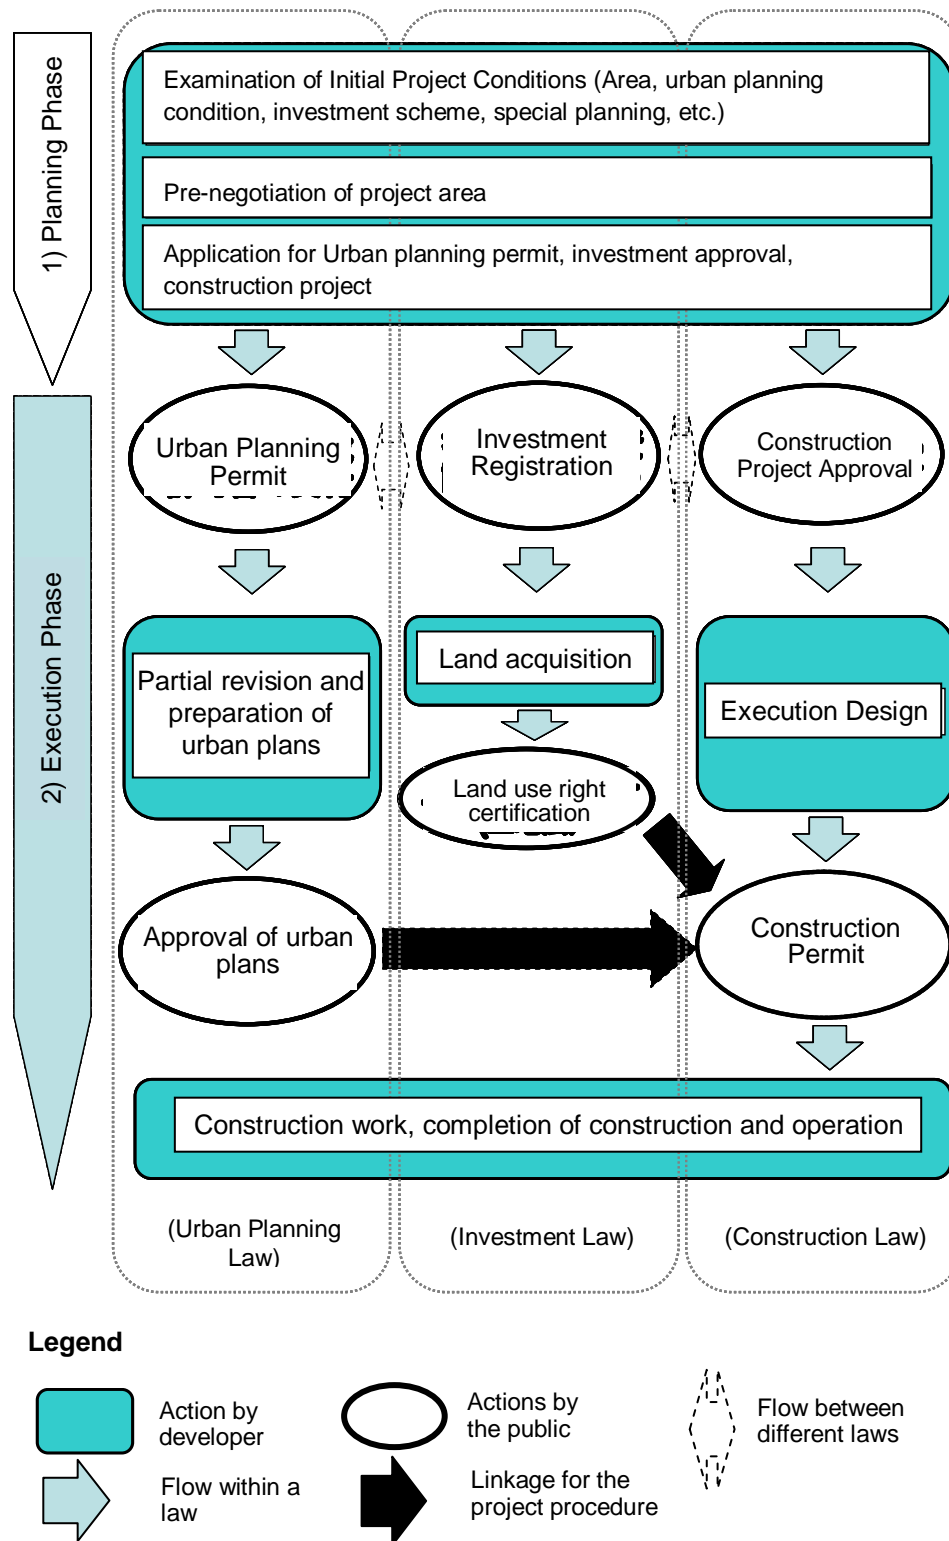 1) Planning Phase
Examination of Initial Project Conditions (Area, urban planning
condition, investment scheme, special planning, etc.)
Pre-negotiation of project area
Application for Urban planning permit, investment approval,
construction project
2) Execution Phase
Urban Planning
Permit
Investment
Registration
Construction
Project Approval
Partial revision and
preparation of
urban plans
Land acquisition
Execution Design
Land use right
certification
Approval of urban
plans
Construction
Permit
Construction work, completion of construction and operation
(Urban Planning
Law)
(Investment Law)
(Construction Law)
Legend
Action by
developer
Actions by
the public
Flow between
different laws
Flow within a
law
Linkage for the
project procedure